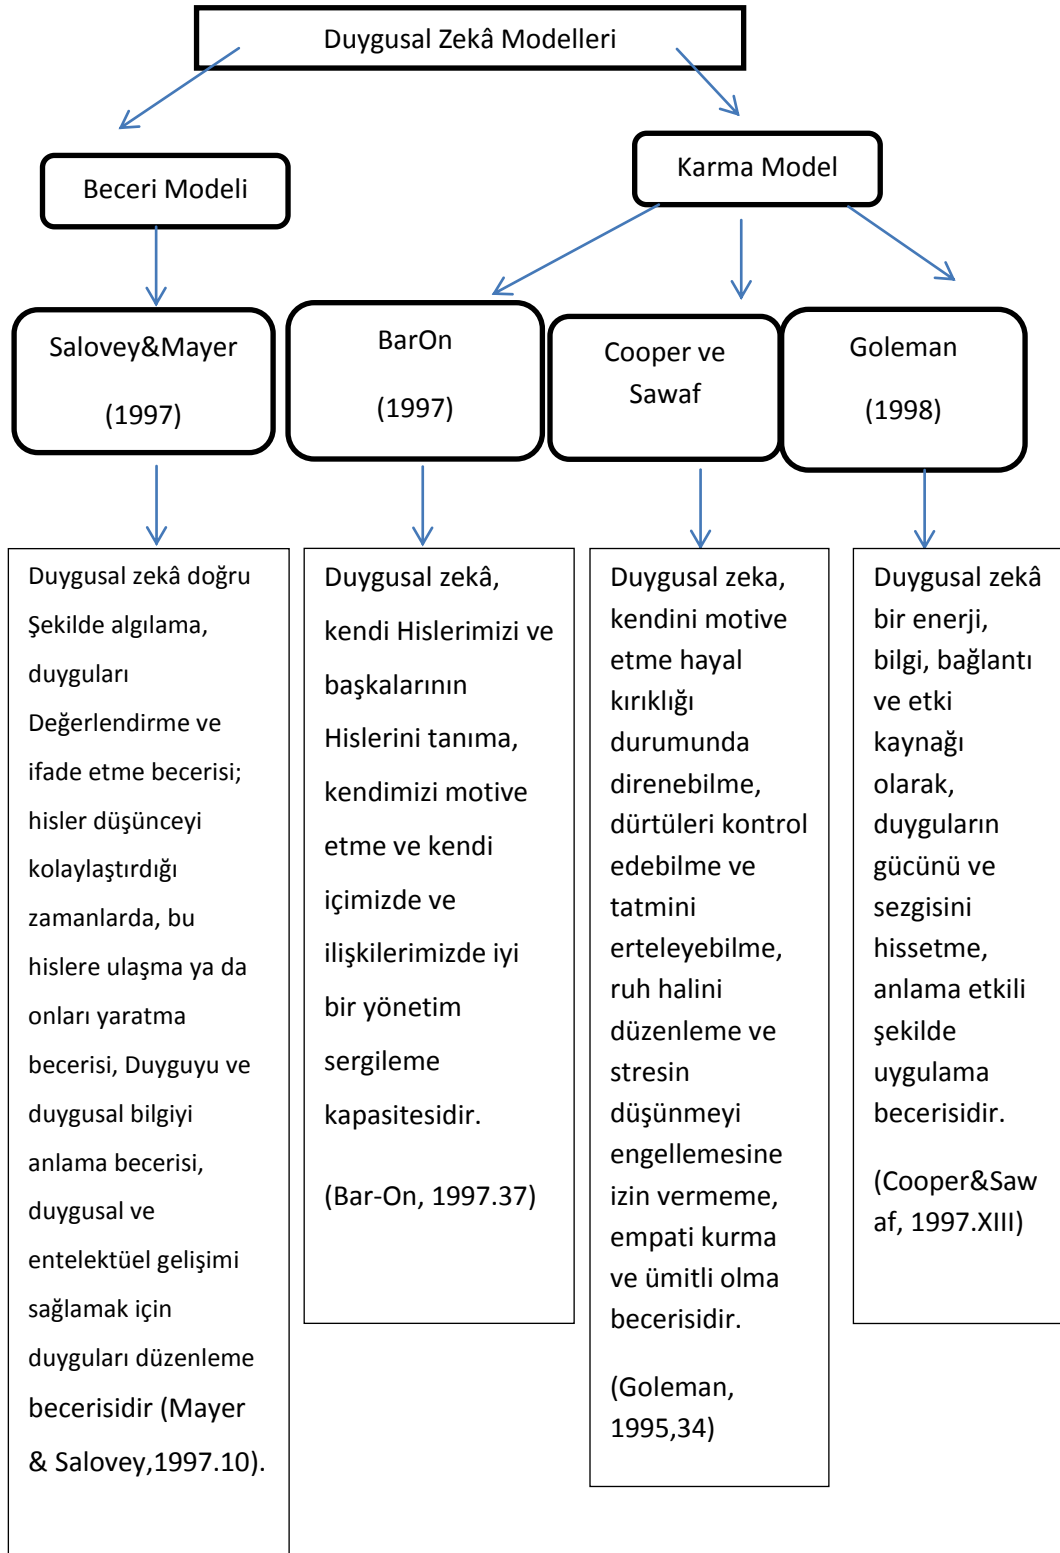 Duygusal Zekâ Modelleri
Beceri Modeli
Karma Model
Salovey&Mayer
(1997)
BarOn
(1997)
Cooper ve
Sawaf
Goleman
(1998)
Duygusal zekâ doğru
Şekilde algılama,
duyguları
Değerlendirme ve
ifade etme becerisi;
hisler düşünceyi
kolaylaştırdığı
zamanlarda, bu
hislere ulaşma ya da
onları yaratma
becerisi, Duyguyu ve
duygusal bilgiyi
anlama becerisi,
duygusal ve
entelektüel gelişimi
sağlamak için
duyguları düzenleme
becerisidir (Mayer
& Salovey,1997.10).
Duygusal zekâ,
kendi Hislerimizi ve
başkalarının
Hislerini tanıma,
kendimizi motive
etme ve kendi
içimizde ve
ilişkilerimizde iyi
bir yönetim
sergileme
kapasitesidir.
(Bar-On, 1997.37)
Duygusal zeka,
kendini motive
etme hayal
kırıklığı
durumunda
direnebilme,
dürtüleri kontrol
edebilme ve
tatmini
erteleyebilme,
ruh halini
düzenleme ve
stresin
düşünmeyi
engellemesine
izin vermeme,
empati kurma
ve ümitli olma
becerisidir.
(Goleman,
1995,34)
Duygusal zekâ
bir enerji,
bilgi, bağlantı
ve etki
kaynağı
olarak,
duyguların
gücünü ve
sezgisini
hissetme,
anlama etkili
şekilde
uygulama
becerisidir.
(Cooper&Saw
af, 1997.XIII)